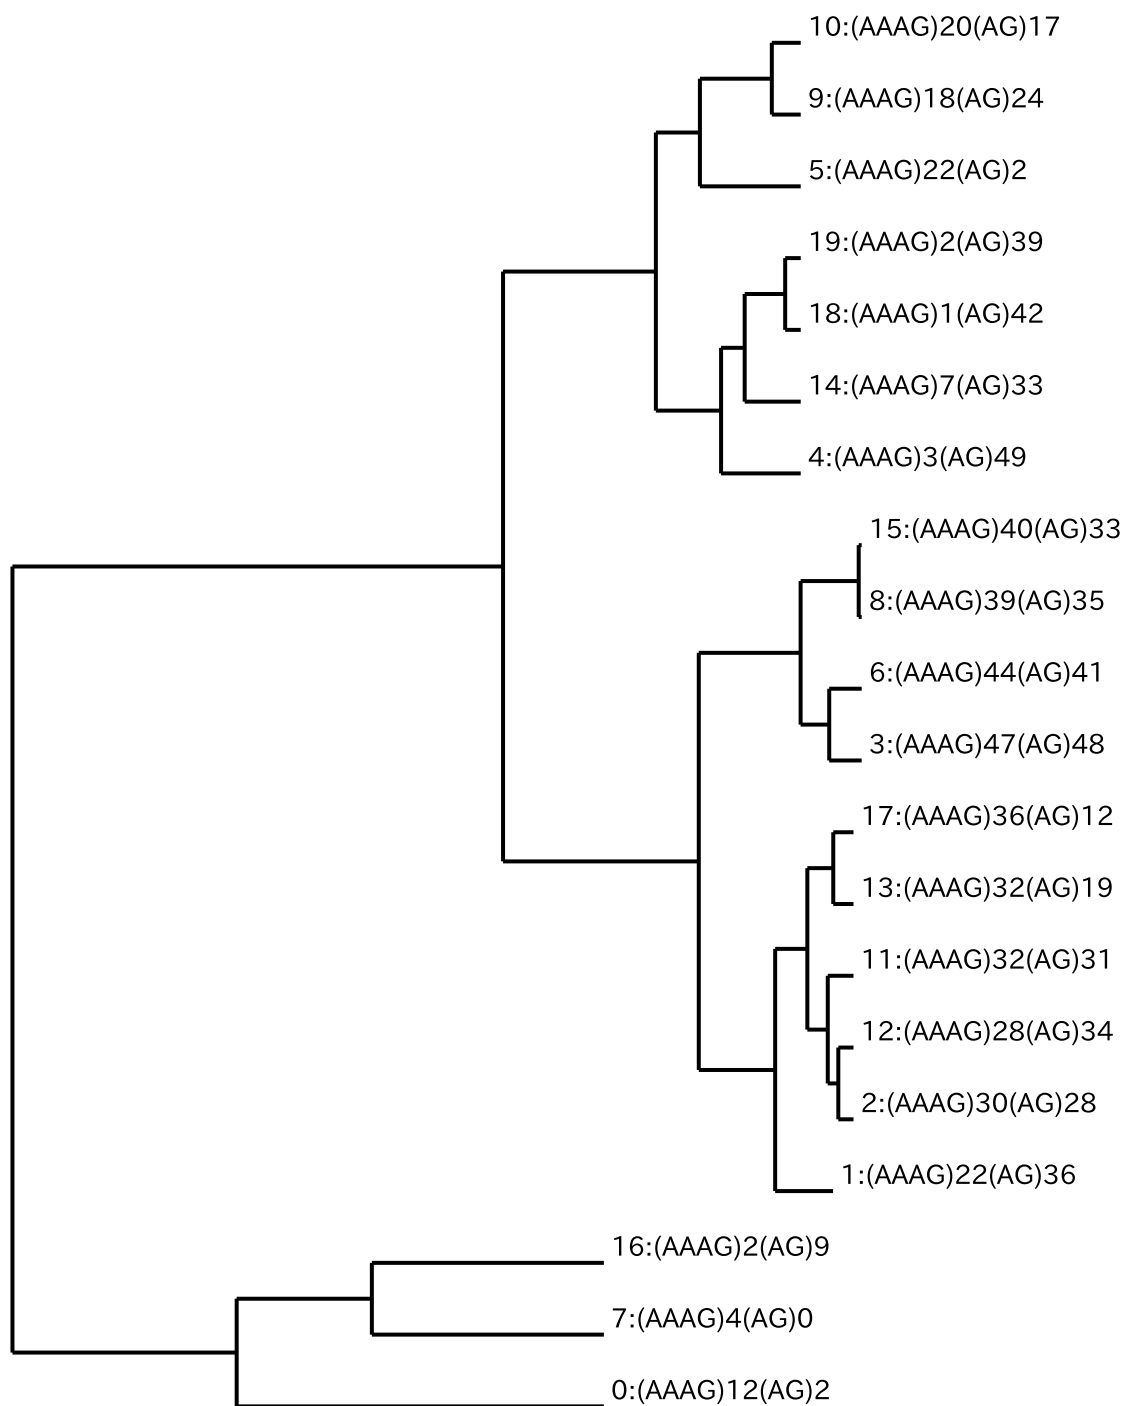 10:(AAAG)20(AG)17
9:(AAAG)18(AG)24
5:(AAAG)22(AG)2
19:(AAAG)2(AG)39
18:(AAAG)1(AG)42
14:(AAAG)7(AG)33
4:(AAAG)3(AG)49
15:(AAAG)40(AG)33
8:(AAAG)39(AG)35
6:(AAAG)44(AG)41
3:(AAAG)47(AG)48
17:(AAAG)36(AG)12
13:(AAAG)32(AG)19
11:(AAAG)32(AG)31
12:(AAAG)28(AG)34
2:(AAAG)30(AG)28
1:(AAAG)22(AG)36
16:(AAAG)2(AG)9
7:(AAAG)4(AG)0
0:(AAAG)12(AG)2